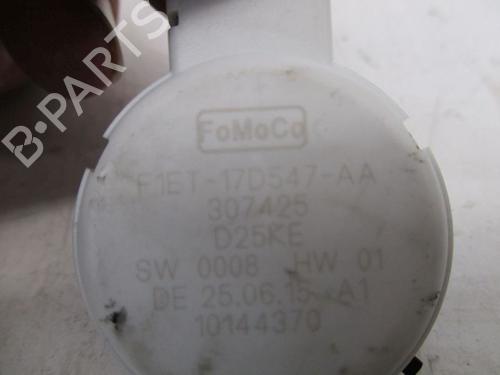 B-PARTS
FoMoCo
F1ET-17D547-AA
307425
D25KE
SW 0008 HW 01
DE 25.06.15 A1
10144370